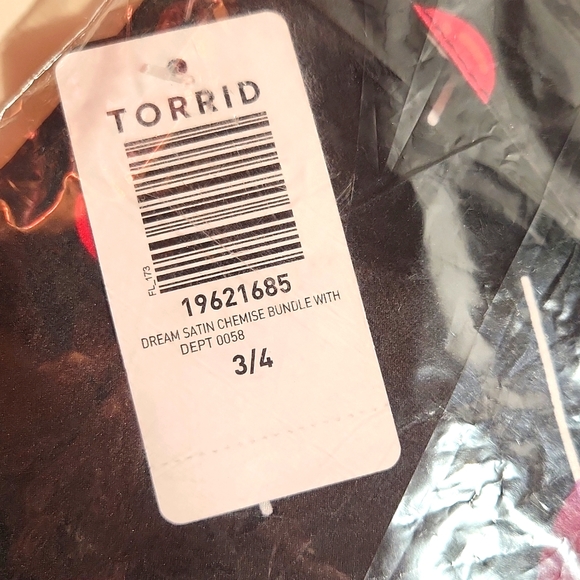 TORRID
FL_173
19621685
DREAM SATIN CHEMISE BUNDLE WITH
DEPT 0058
3/4